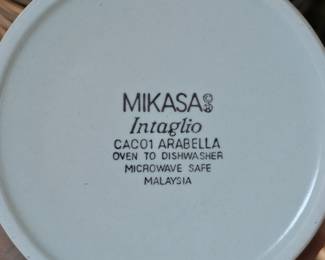 MIKASA
Intaglio
CAC01 ARABELLA
OVEN TO DISHWASHER
MICROWAVE SAFE
MALAYSIA